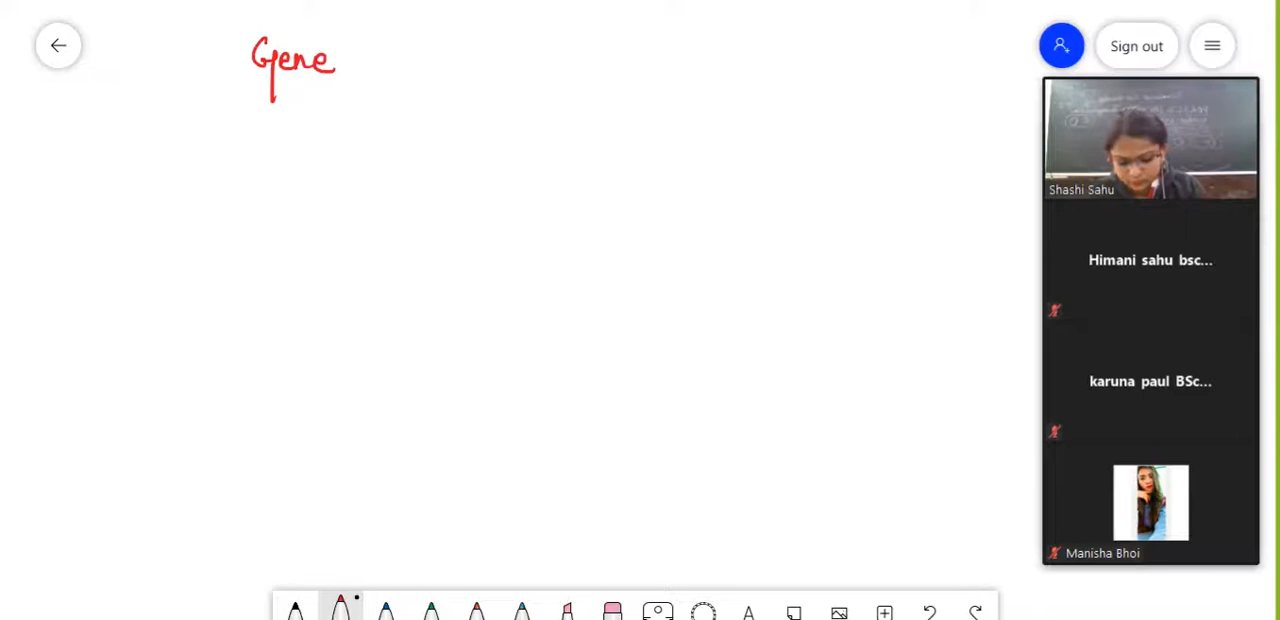 Gene
Sign out
Shashi Sahu
Himani sahu bsc...
karuna paul BSc...
Manisha Bhoi
A